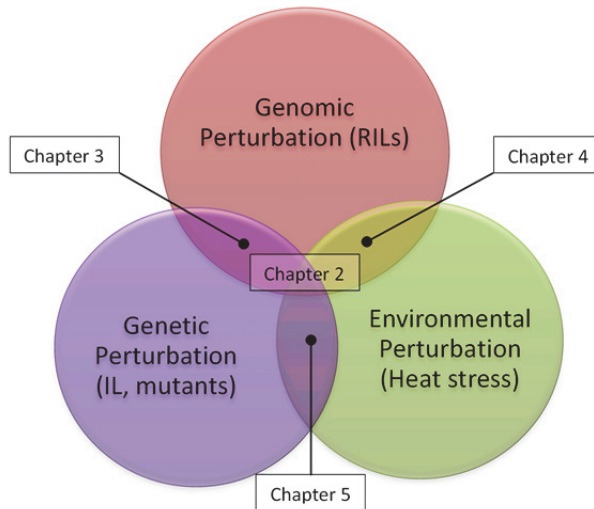 Genomic
Perturbation (RILs)
Chapter 3
Chapter 4
Chapter 2
Genetic
Perturbation
(IL, mutants)
Environmental
Perturbation
(Heat stress)
Chapter 5